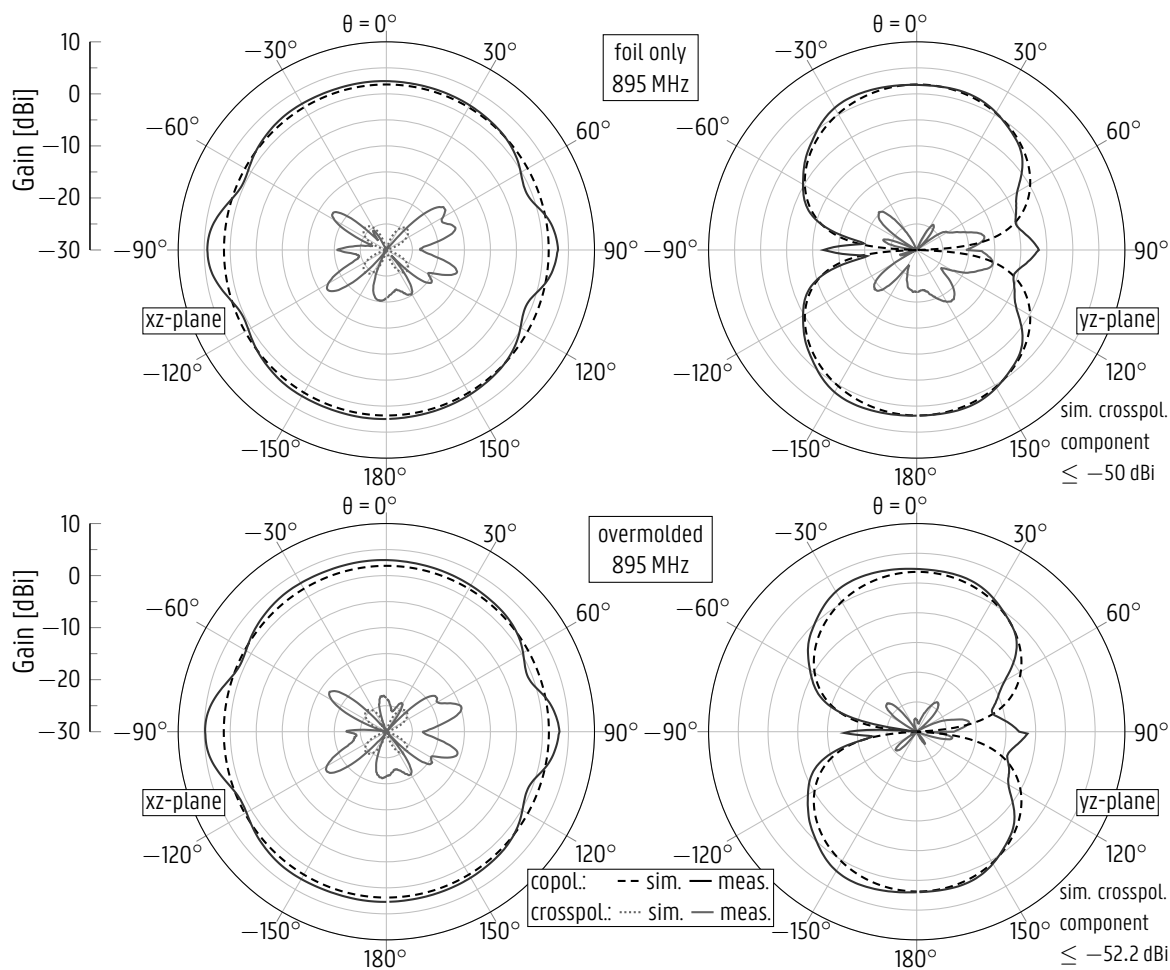 θ = 0°
10
−30°
30°
foil only
895 MHz
−30°
θ = 0°
30°
0
−60°
60°
−60°
60°
−10
Gain [dBi]
−20
−30
−90°
90°
−90°
90°
xz-plane
yz-plane
−120°
120°
−120°
120°
−150°
150°
−150°
150°
180°
180°
sim. crosspol.
component
≤ −50 dBi
θ = 0°
10
−30°
30°
overmolded
895 MHz
−30°
θ = 0°
30°
0
−60°
60°
−60°
60°
−10
Gain [dBi]
−20
−30
−90°
90°
−90°
90°
xz-plane
yz-plane
−120°
120°
−120°
120°
copol.: sim. meas.
crosspol.: sim. meas.
−150°
150°
−150°
150°
180°
180°
sim. crosspol.
component
≤ −52.2 dBi